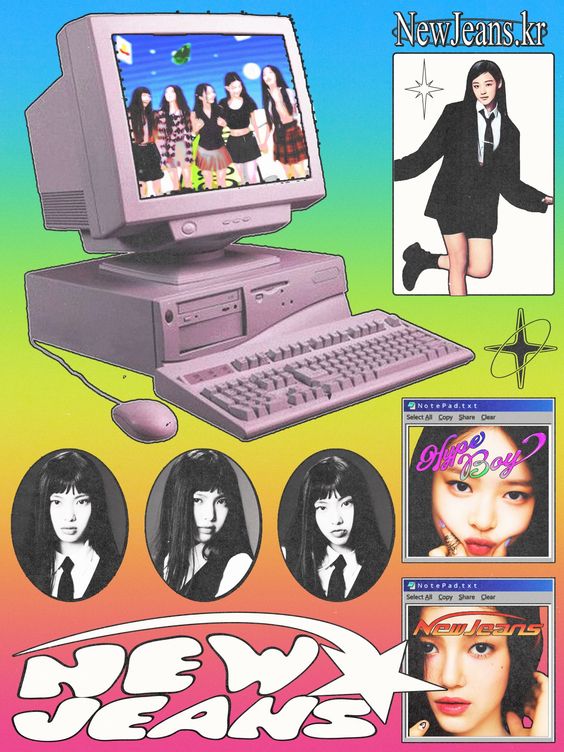 NewJeans.kr
NotePad.txt
Select All Copy Share Clear
Hype
Boy
NotePad.txt
Select All Copy Share Clear
NewJeans
NEW
JEANS